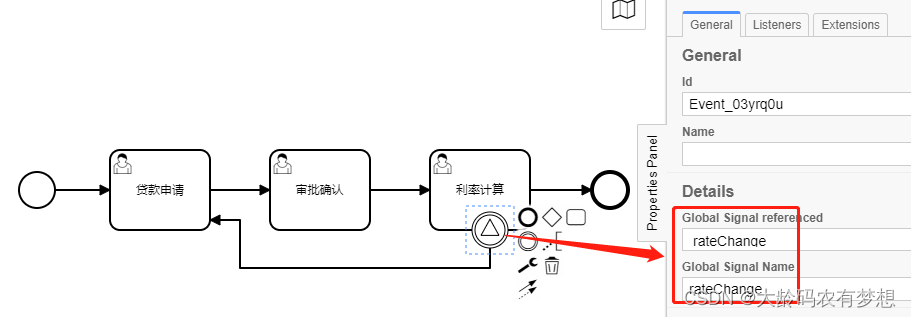 General
Listeners
Extensions
General
Id
Event_03yrq0u
Name
Properties Panel
贷款申请
审批确认
利率计算
Details
Global Signal referenced
rateChange
Global Signal Name
rateChange
CSDN @大龄码农有梦想